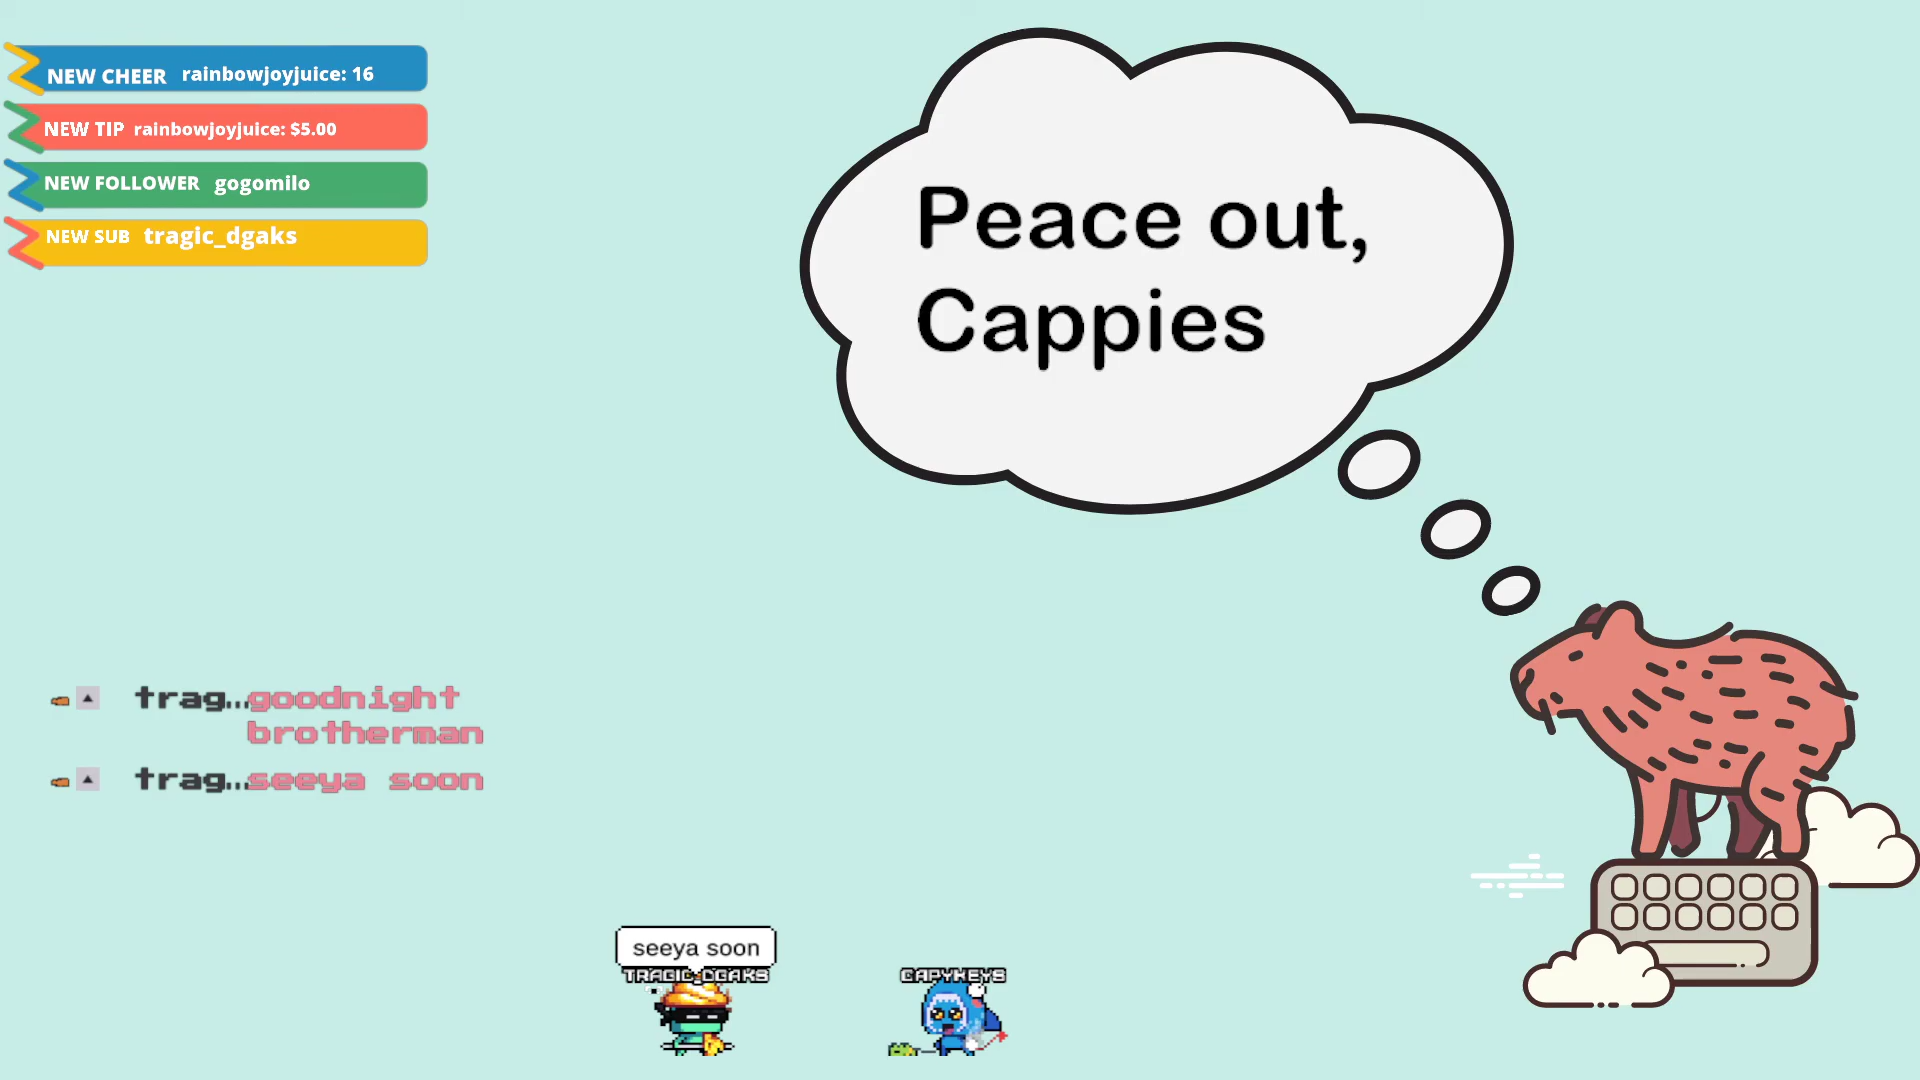 NEW CHEER rainbowjoyjuice: 16
NEW TIP rainbowjoyjuice: $5.00
NEW FOLLOWER gogomilo
NEW SUB tragic_dgaks
Peace out,
Cappies
trag...goodnight
brotherman
trag...seeya soon
seeya soon
TRAGIC_DGAKS
CAPYKEYS